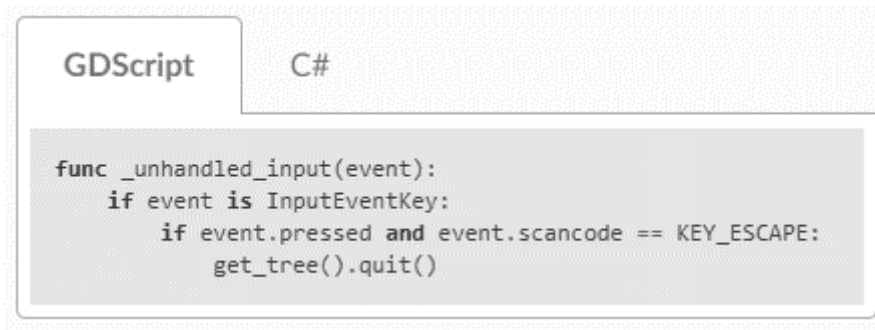 GDScript C#
func _unhandled_input(event):
    if event is InputEventKey:
        if event.pressed and event.scancode == KEY_ESCAPE:
            get_tree().quit()